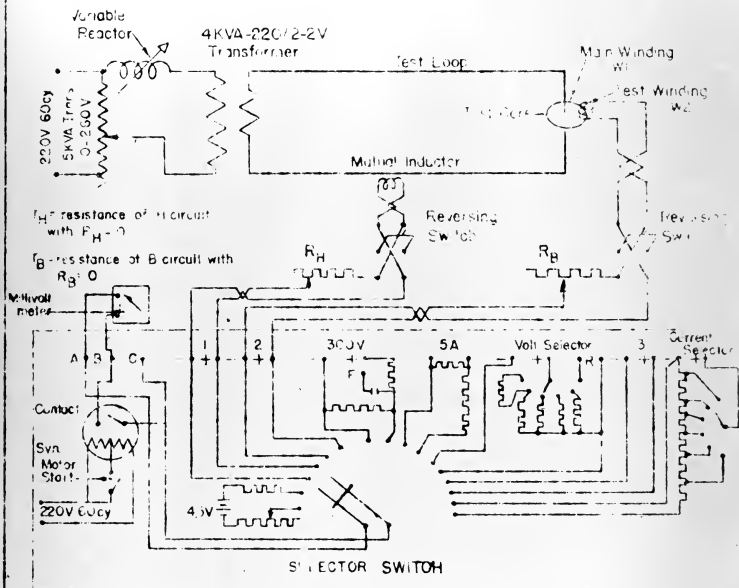 Variable
Reactor
4KVA-220/2-2V
Transformer
Test Loop
Main Winding
W1
Test Winding
W2
Test Core
220V 60cy
5KVA Trans
0-260V
Mutual Inductor
rH = resistance of H circuit
with RH = 0
rB - resistance of B circuit with
RB = 0
RH
Reversing
Switch
RB
Reversing
Millivolt
meter
A B C
1 2
300V
+
F
5A
- + Volt Selector
R
3
+
Current
Selector
+
Contact
Syn.
Motor
Start
220V 60cy
4.5V
SELECTOR SWITCH